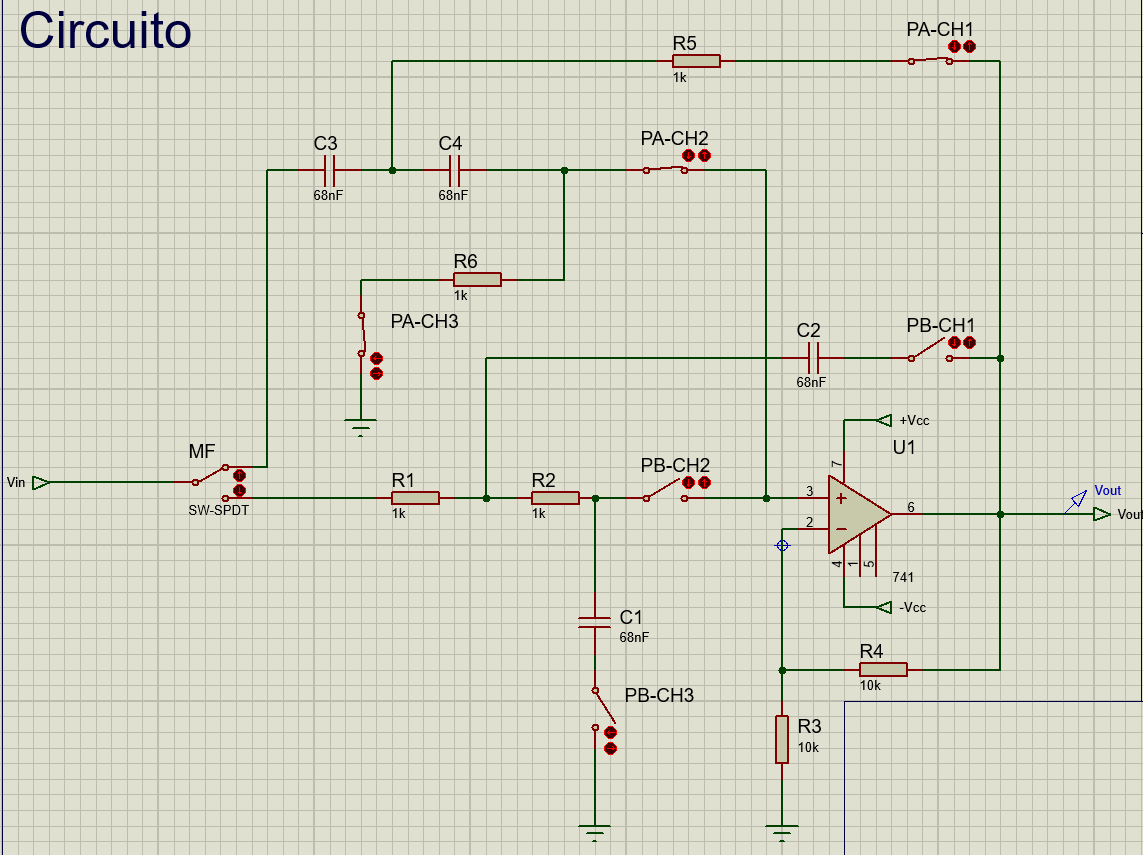 Circuito
PA-CH1
R5
1k
C3
C4
PA-CH2
68nF
68nF
R6
1k
PA-CH3
C2
PB-CH1
68nF
+Vcc
U1
MF
Vin
SW-SPDT
R1
1k
R2
1k
PB-CH2
7
3
2
6
4
1
5
741
-Vcc
Vout
Vout
C1
68nF
R4
10k
PB-CH3
R3
10k